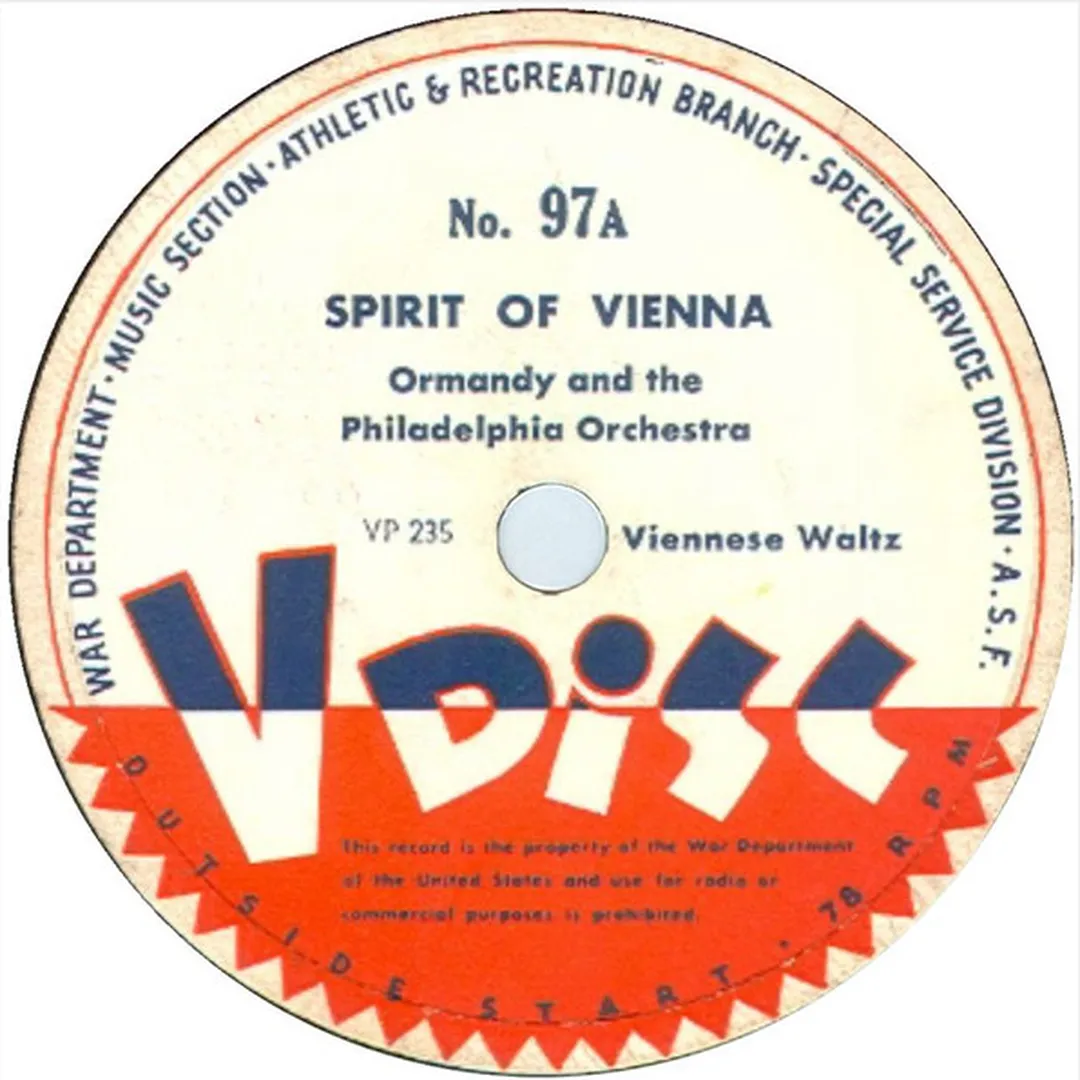 WAR DEPARTMENT · MUSIC SECTION · ATHLETIC & RECREATION BRANCH · SPECIAL SERVICE DIVISION · A.S.F.
No. 97A
SPIRIT OF VIENNA
Ormandy and the
Philadelphia Orchestra
VP 235 Viennese Waltz
V DiSC
This record is the property of the War Department
of the United States and use for radio or
commercial purposes is prohibited.
OUTSIDE START · 78 RPM